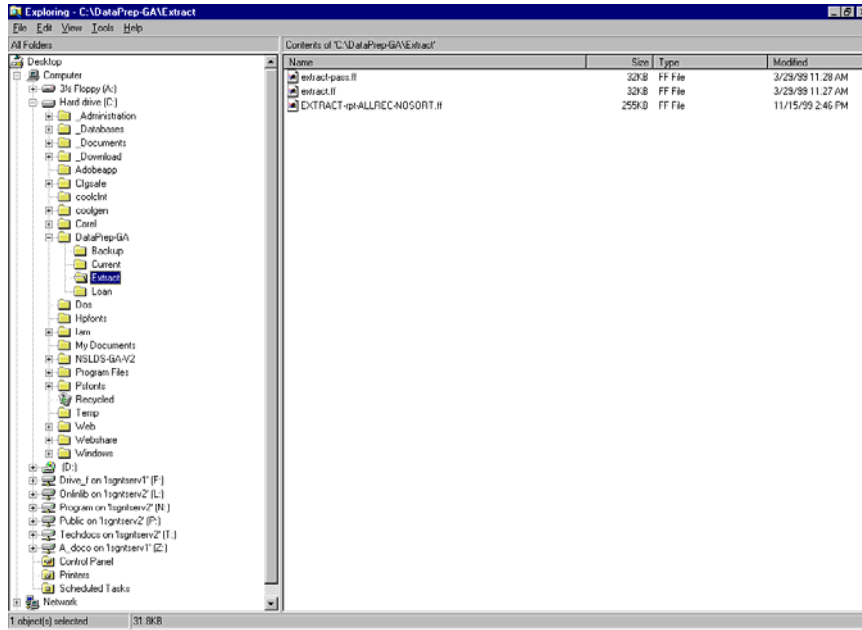 Exploring - C:\DataPrep-GA\Extract
File Edit View Tools Help
All Folders
Contents of 'C:\DataPrep-GA\Extract'
Name Size Type Modified
extract-pass.ff 32KB FF File 3/29/99 11:28 AM
extract.ff 32KB FF File 3/29/99 11:27 AM
EXTRACT-rpt-ALLREC-NOSORT.ff 255KB FF File 11/15/99 2:46 PM
Desktop
Computer
3½ Floppy (A:)
Hard drive (C:)
_Administration
_Databases
_Documents
_Download
Adobeapp
coolclnt
coolgen
Corel
DataPrep-GA
Backup
Current
Extract
Loan
Dos
Hpfonts
Iam
My Documents
NSLDS-GA-V2
Program Files
Psfonts
Recycled
Temp
Web
Webshare
Windows
(D:)
Drive_f on '1sgntserv1' (F:)
Onlinlib on '1sgntserv2' (L:)
Program on '1sgntserv2' (N:)
Public on '1sgntserv2' (P:)
Techdocs on '1sgntserv2' (T:)
A_doco on '1sgntserv1' (Z:)
Control Panel
Printers
Scheduled Tasks
Network
1 object(s) selected 31.8KB